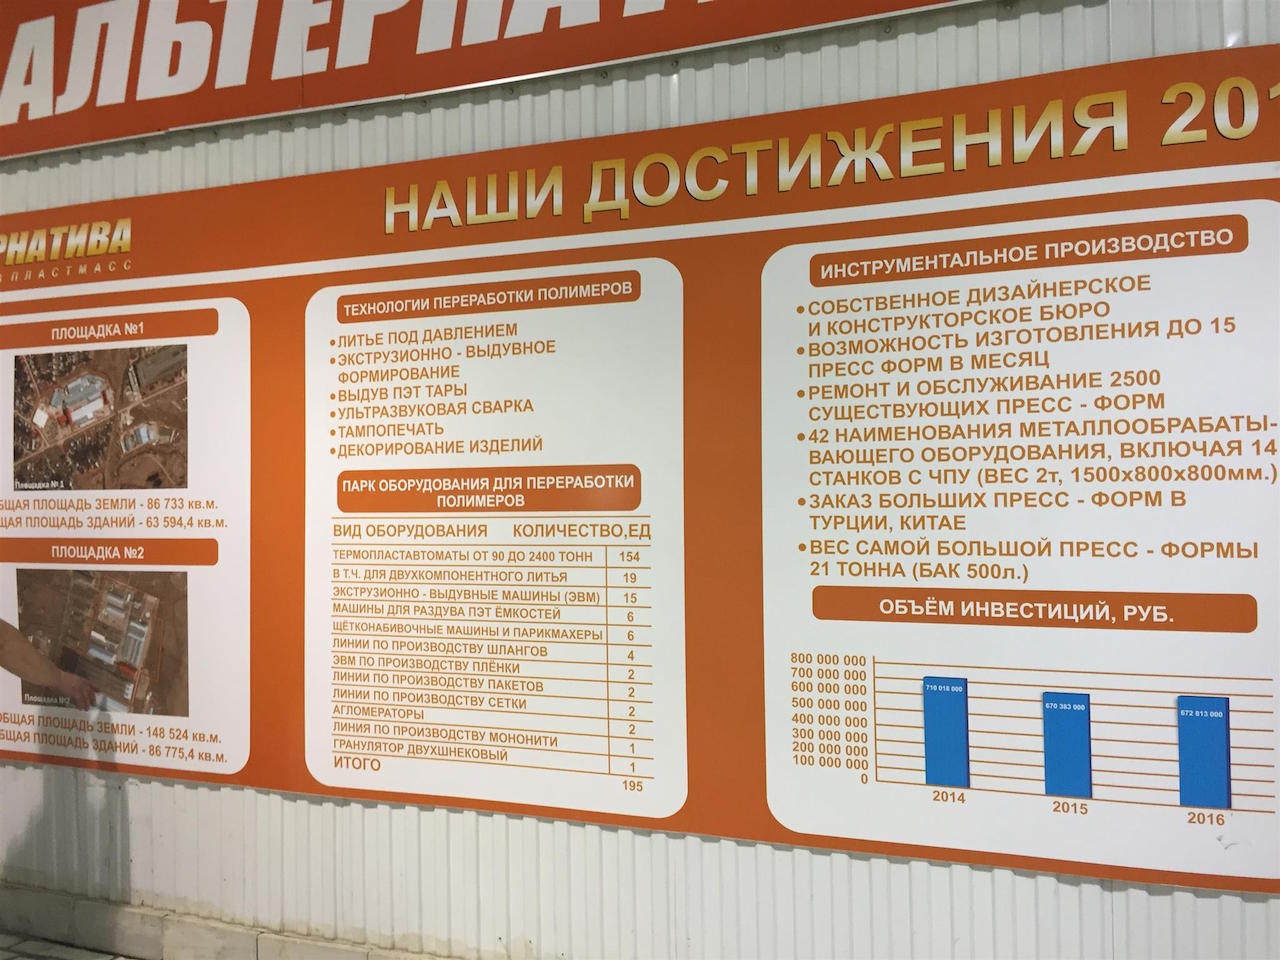 АЛЬТЕРНАТИ
НАШИ ДОСТИЖЕНИЯ 201
РНАТИВА
ПЛАСТМАСС
ПЛОЩАДКА №1
Площадка № 1
БЩАЯ ПЛОЩАДЬ ЗЕМЛИ - 86 733 кв.м.
ЩАЯ ПЛОЩАДЬ ЗДАНИЙ - 63 594,4 кв.м.
ПЛОЩАДКА №2
Площадка №2
ОБЩАЯ ПЛОЩАДЬ ЗЕМЛИ - 148 524 кв.м.
БЩАЯ ПЛОЩАДЬ ЗДАНИЙ - 86 775,4 кв.м.
ТЕХНОЛОГИИ ПЕРЕРАБОТКИ ПОЛИМЕРОВ
•ЛИТЬЕ ПОД ДАВЛЕНИЕМ
•ЭКСТРУЗИОННО - ВЫДУВНОЕ
ФОРМИРОВАНИЕ
•ВЫДУВ ПЭТ ТАРЫ
•УЛЬТРАЗВУКОВАЯ СВАРКА
•ТАМПОПЕЧАТЬ
•ДЕКОРИРОВАНИЕ ИЗДЕЛИЙ
ПАРК ОБОРУДОВАНИЯ ДЛЯ ПЕРЕРАБОТКИ
ПОЛИМЕРОВ
ВИД ОБОРУДОВАНИЯ КОЛИЧЕСТВО,ЕД
ТЕРМОПЛАСТАВТОМАТЫ ОТ 90 ДО 2400 ТОНН 154
В Т.Ч. ДЛЯ ДВУХКОМПОНЕНТНОГО ЛИТЬЯ 19
ЭКСТРУЗИОННО - ВЫДУВНЫЕ МАШИНЫ (ЭВМ) 15
МАШИНЫ ДЛЯ РАЗДУВА ПЭТ ЁМКОСТЕЙ 6
ЩЁТКОНАБИВОЧНЫЕ МАШИНЫ И ПАРИКМАХЕРЫ 6
ЛИНИИ ПО ПРОИЗВОДСТВУ ШЛАНГОВ 4
ЭВМ ПО ПРОИЗВОДСТВУ ПЛЁНКИ 2
ЛИНИИ ПО ПРОИЗВОДСТВУ ПАКЕТОВ 2
ЛИНИИ ПО ПРОИЗВОДСТВУ СЕТКИ 2
АГЛОМЕРАТОРЫ 2
ЛИНИЯ ПО ПРОИЗВОДСТВУ МОНОНИТИ 1
ГРАНУЛЯТОР ДВУХШНЕКОВЫЙ 1
ИТОГО 195
ИНСТРУМЕНТАЛЬНОЕ ПРОИЗВОДСТВО
•СОБСТВЕННОЕ ДИЗАЙНЕРСКОЕ
И КОНСТРУКТОРСКОЕ БЮРО
•ВОЗМОЖНОСТЬ ИЗГОТОВЛЕНИЯ ДО 15
ПРЕСС ФОРМ В МЕСЯЦ
•РЕМОНТ И ОБСЛУЖИВАНИЕ 2500
СУЩЕСТВУЮЩИХ ПРЕСС - ФОРМ
•42 НАИМЕНОВАНИЯ МЕТАЛЛООБРАБАТЫ-
ВАЮЩЕГО ОБОРУДОВАНИЯ, ВКЛЮЧАЯ 14
СТАНКОВ С ЧПУ (ВЕС 2т, 1500х800х800мм.)
•ЗАКАЗ БОЛЬШИХ ПРЕСС - ФОРМ В
ТУРЦИИ, КИТАЕ
•ВЕС САМОЙ БОЛЬШОЙ ПРЕСС - ФОРМЫ
21 ТОННА (БАК 500л.)
ОБЪЁМ ИНВЕСТИЦИЙ, РУБ.
800 000 000
700 000 000
600 000 000
500 000 000
400 000 000
300 000 000
200 000 000
100 000 000
0
710 018 000
670 383 000
672 813 000
2014
2015
2016